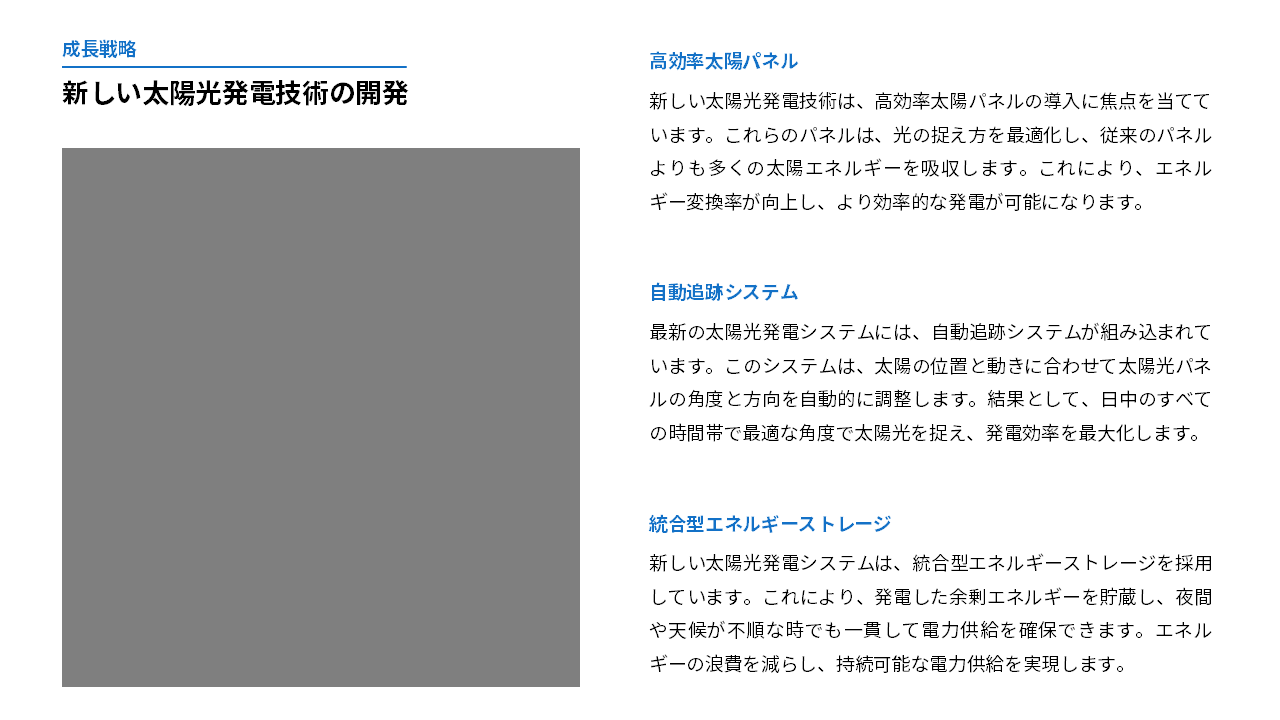 成長戦略
新しい太陽光発電技術の開発
高効率太陽パネル
新しい太陽光発電技術は、高効率太陽パネルの導入に焦点を当てて
います。これらのパネルは、光の捉え方を最適化し、従来のパネル
よりも多くの太陽エネルギーを吸収します。これにより、エネル
ギー変換率が向上し、より効率的な発電が可能になります。
自動追跡システム
最新の太陽光発電システムには、自動追跡システムが組み込まれて
います。このシステムは、太陽の位置と動きに合わせて太陽光パネ
ルの角度と方向を自動的に調整します。結果として、日中のすべて
の時間帯で最適な角度で太陽光を捉え、発電効率を最大化します。
統合型エネルギーストレージ
新しい太陽光発電システムは、統合型エネルギーストレージを採用
しています。これにより、発電した余剰エネルギーを貯蔵し、夜間
や天候が不順な時でも一貫して電力供給を確保できます。エネル
ギーの浪費を減らし、持続可能な電力供給を実現します。